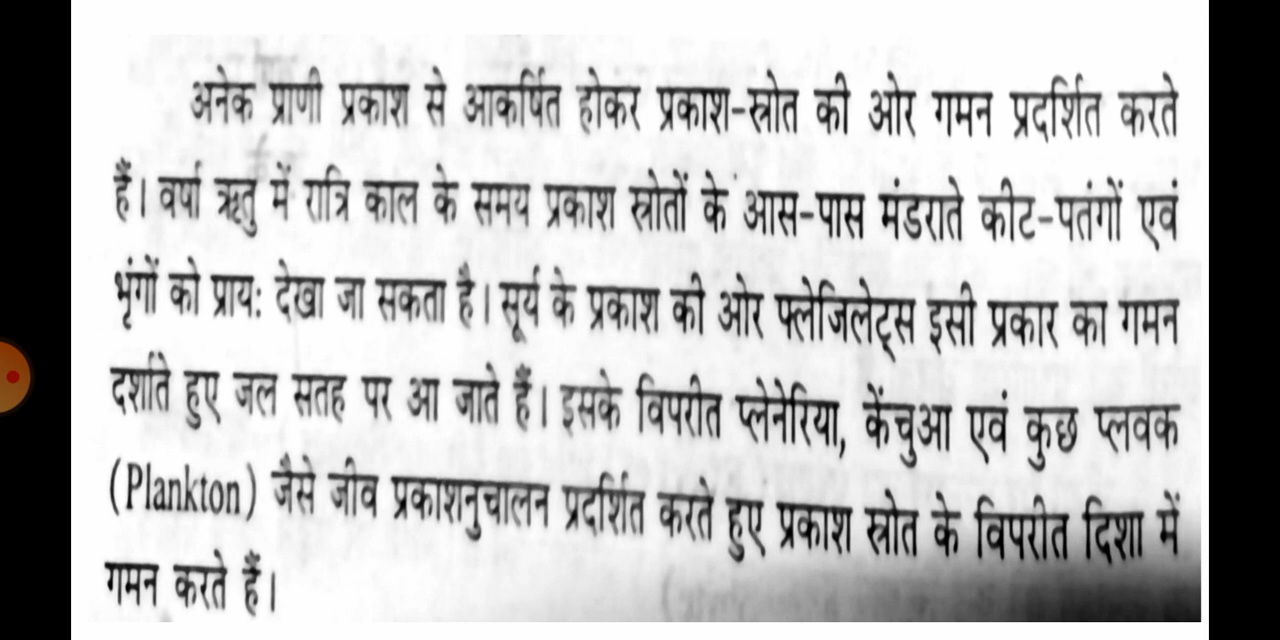 अनेक प्राणी प्रकाश से आकर्षित होकर प्रकाश-स्रोत की ओर गमन प्रदर्शित करते
हैं। वर्षा ऋतु में रात्रि काल के समय प्रकाश स्रोतों के आस-पास मंडराते कीट-पतंगों एवं
भृंगों को प्राय: देखा जा सकता है। सूर्य के प्रकाश की ओर फ्लेजिलेट्स इसी प्रकार का गमन
दर्शाते हुए जल सतह पर आ जाते हैं। इसके विपरीत प्लेनेरिया, केंचुआ एवं कुछ प्लवक
(Plankton) जैसे जीव प्रकाशनुचालन प्रदर्शित करते हुए प्रकाश स्रोत के विपरीत दिशा में
गमन करते हैं।